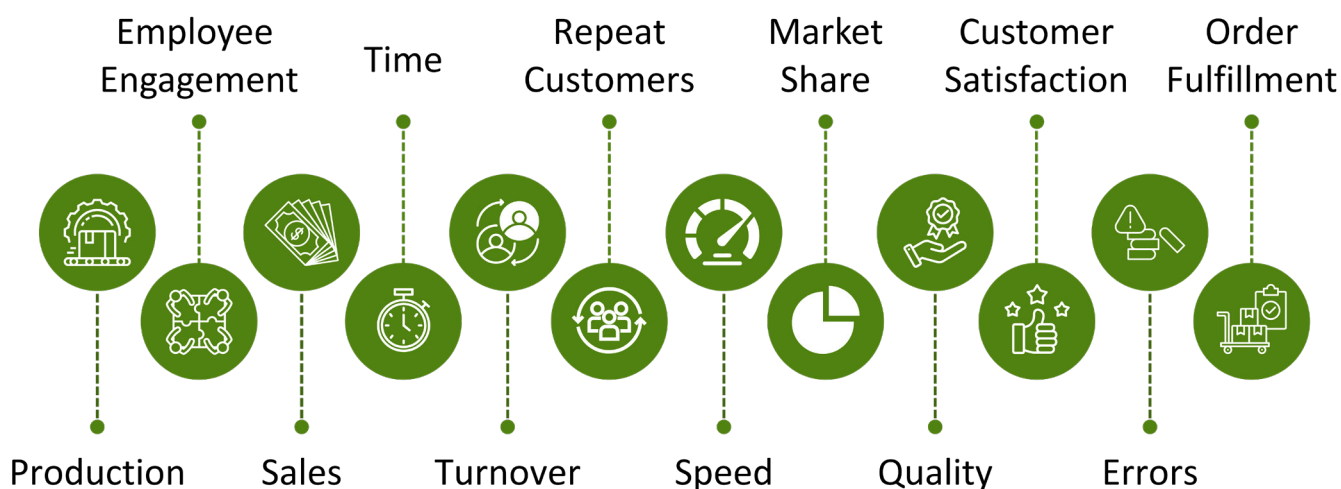 Employee
Engagement
Time
Repeat
Customers
Market
Share
Customer
Satisfaction
Order
Fulfillment
$
Production
Sales
Turnover
Speed
Quality
Errors